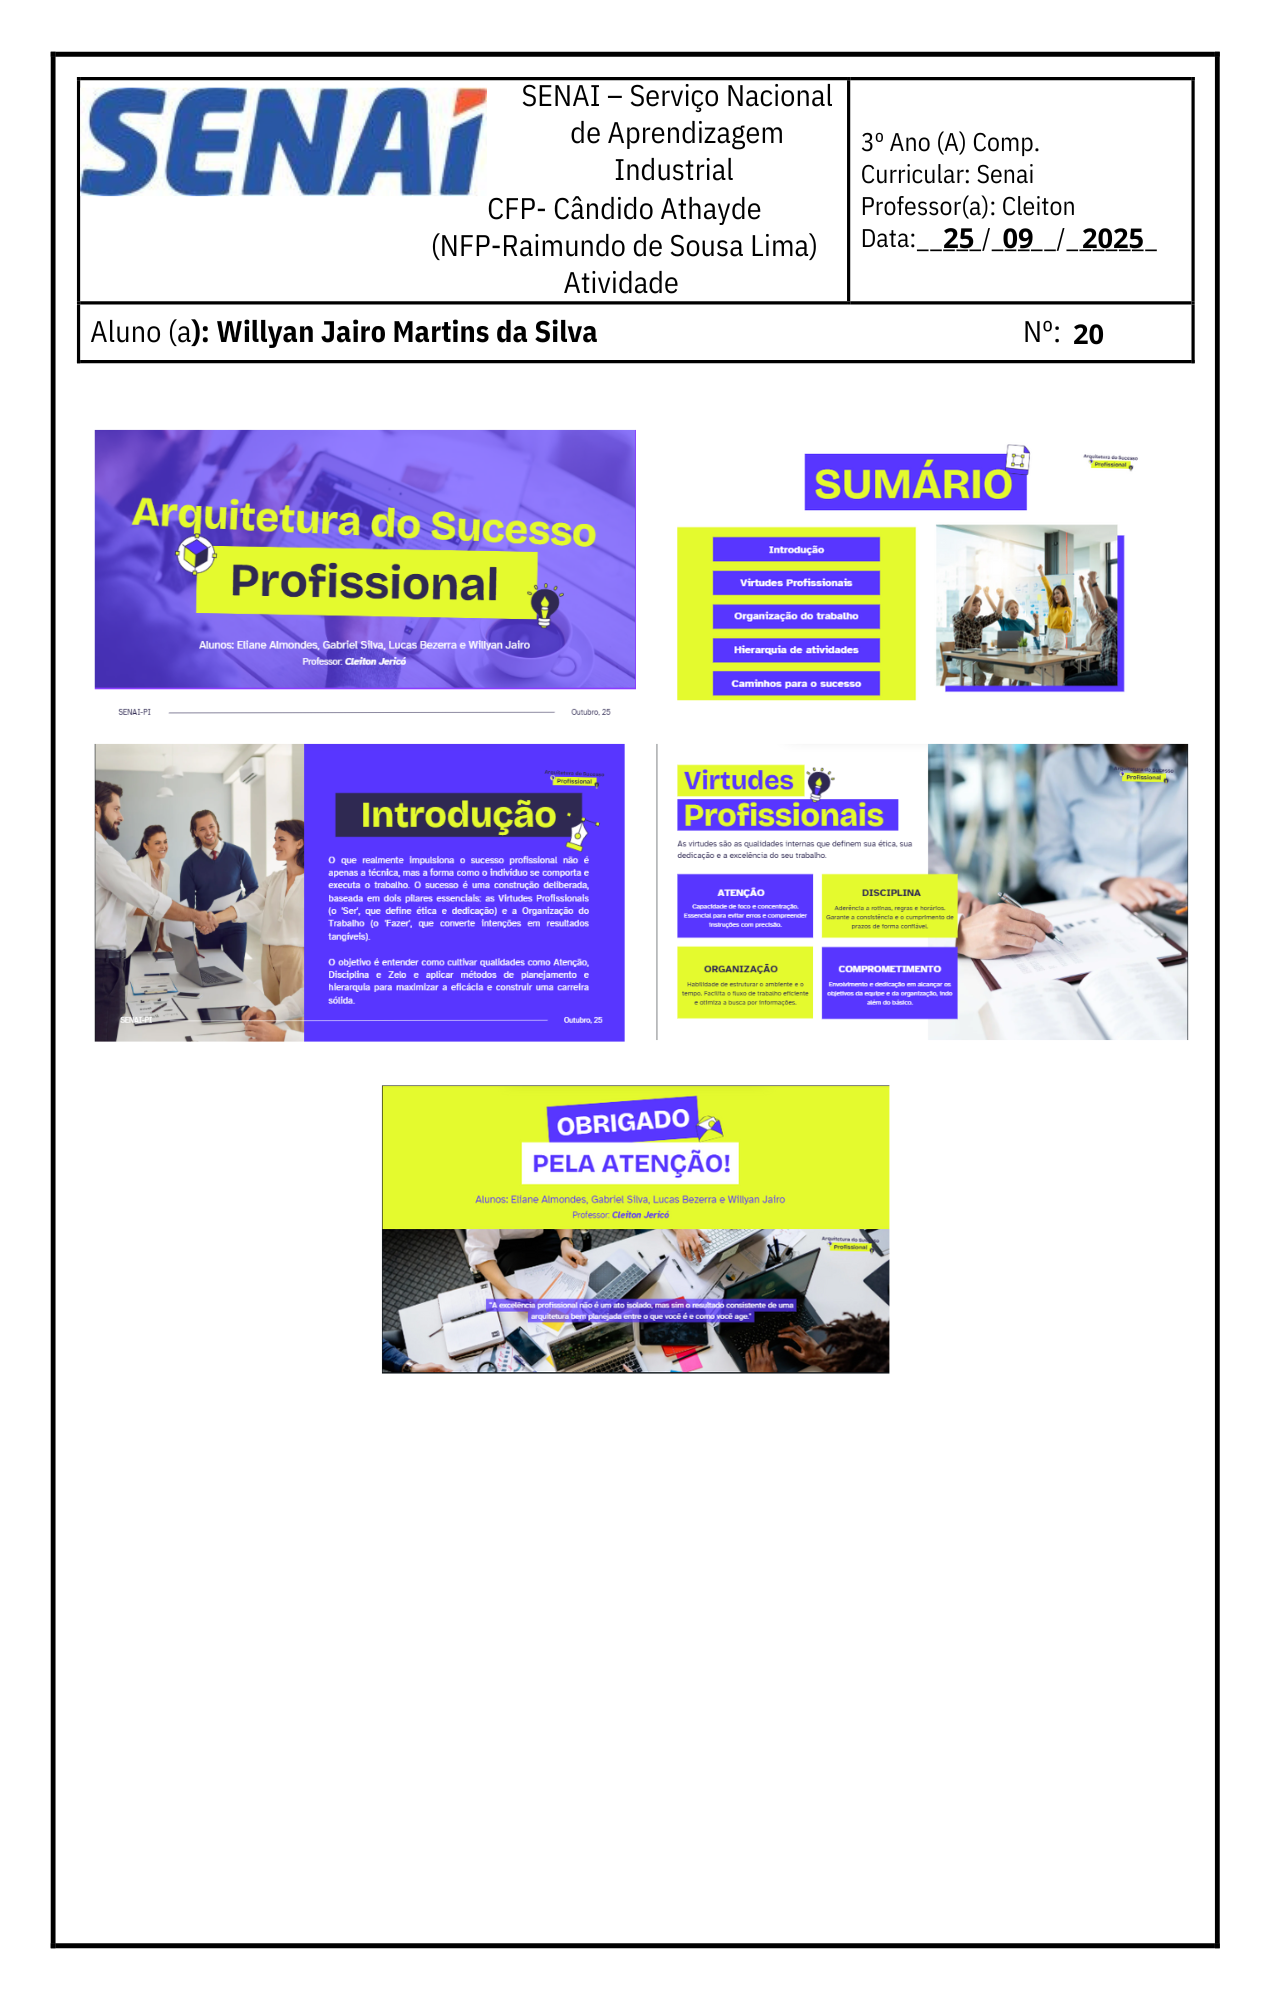 SENAI
SENAI – Serviço Nacional
de Aprendizagem
Industrial
CFP- Cândido Athayde
(NFP-Raimundo de Sousa Lima)
Atividade
3º Ano (A) Comp.
Curricular: Senai
Professor(a): Cleiton
Data:__25_/_09__/_2025_
Aluno (a): Willyan Jairo Martins da Silva
Nº: 20
Arquitetura do Sucesso
Profissional
Alunos: Eliane Almondes, Gabriel Silva, Lucas Bezerra e Willyan Jairo
Professor: Cleiton Jericó
SENAI-PI
Outubro, 25
SUMÁRIO
Arquitetura do Sucesso
Profissional
Introdução
Virtudes Profissionais
Organização do trabalho
Hierarquia de atividades
Caminhos para o sucesso
Arquitetura do Sucesso
Profissional
Introdução
O que realmente impulsiona o sucesso profissional não é
apenas a técnica, mas a forma como o indivíduo se comporta e
executa o trabalho. O sucesso é uma construção deliberada,
baseada em dois pilares essenciais: as Virtudes Profissionais
(o 'Ser', que define ética e dedicação) e a Organização do
Trabalho (o 'Fazer', que converte intenções em resultados
tangíveis).
O objetivo é entender como cultivar qualidades como Atenção,
Disciplina e Zelo e aplicar métodos de planejamento e
hierarquia para maximizar a eficácia e construir uma carreira
sólida.
SENAI-PI
Outubro, 25
Arquitetura do Sucesso
Profissional
Virtudes
Profissionais
As virtudes são as qualidades internas que definem sua ética, sua
dedicação e a excelência do seu trabalho.
ATENÇÃO
Capacidade de foco e concentração.
Essencial para evitar erros e compreender
instruções com precisão.
DISCIPLINA
Aderência a rotinas, regras e horários.
Garante a consistência e o cumprimento de
prazos de forma confiável.
ORGANIZAÇÃO
Habilidade de estruturar o ambiente e o
tempo. Facilita o fluxo de trabalho eficiente
e otimiza a busca por informações.
COMPROMETIMENTO
Envolvimento e dedicação em alcançar os
objetivos da equipe e da organização, indo
além do básico.
OBRIGADO
PELA ATENÇÃO!
Alunos: Eliane Almondes, Gabriel Silva, Lucas Bezerra e Willyan Jairo
Professor: Cleiton Jericó
Arquitetura do Sucesso
Profissional
"A excelência profissional não é um ato isolado, mas sim o resultado consistente de uma
arquitetura bem planejada entre o que você é e como você age."